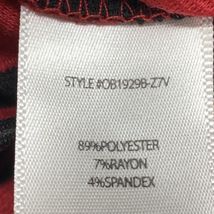 STYLE #OB1929B-Z7V
89%POLYESTER
7%RAYON
4%SPANDEX